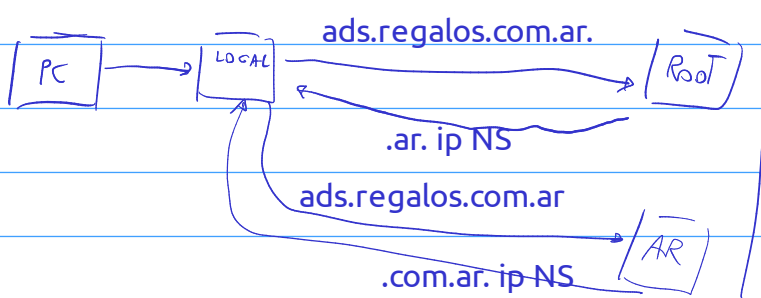 ads.regalos.com.ar.
PC
LOCAL
ROOT
.ar. ip NS
ads.regalos.com.ar
AR
.com.ar. ip NS